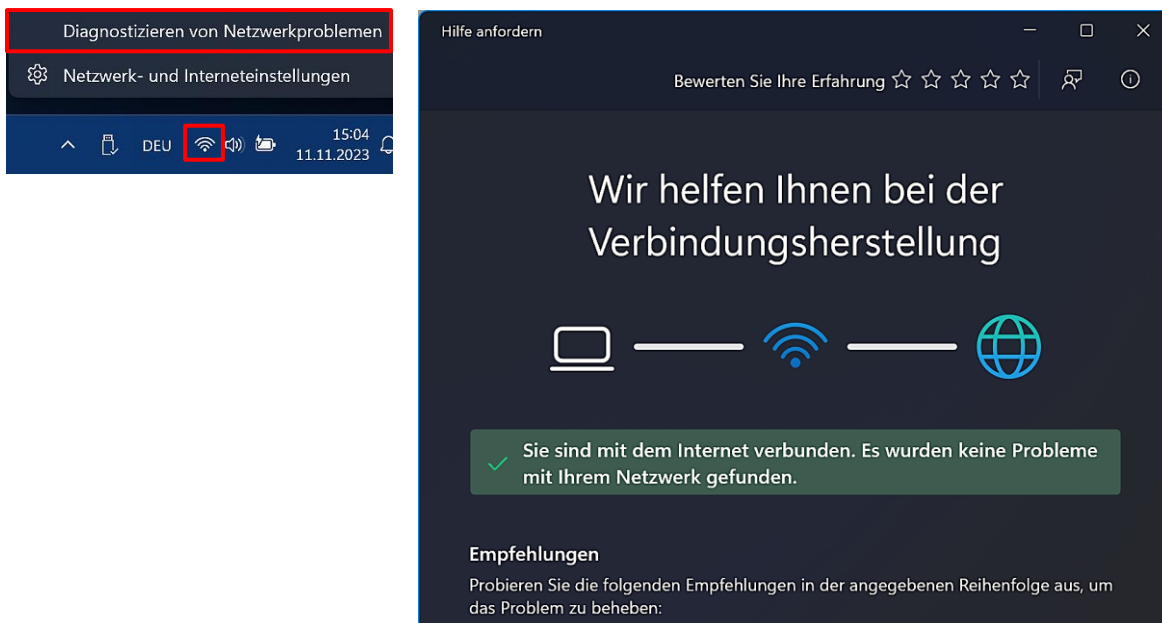 Diagnostizieren von Netzwerkproblemen
Netzwerk- und Interneteinstellungen
DEU
15:04
11.11.2023
Hilfe anfordern
Bewerten Sie Ihre Erfahrung
Wir helfen Ihnen bei der
Verbindungsherstellung
Sie sind mit dem Internet verbunden. Es wurden keine Probleme
mit Ihrem Netzwerk gefunden.
Empfehlungen
Probieren Sie die folgenden Empfehlungen in der angegebenen Reihenfolge aus, um
das Problem zu beheben: